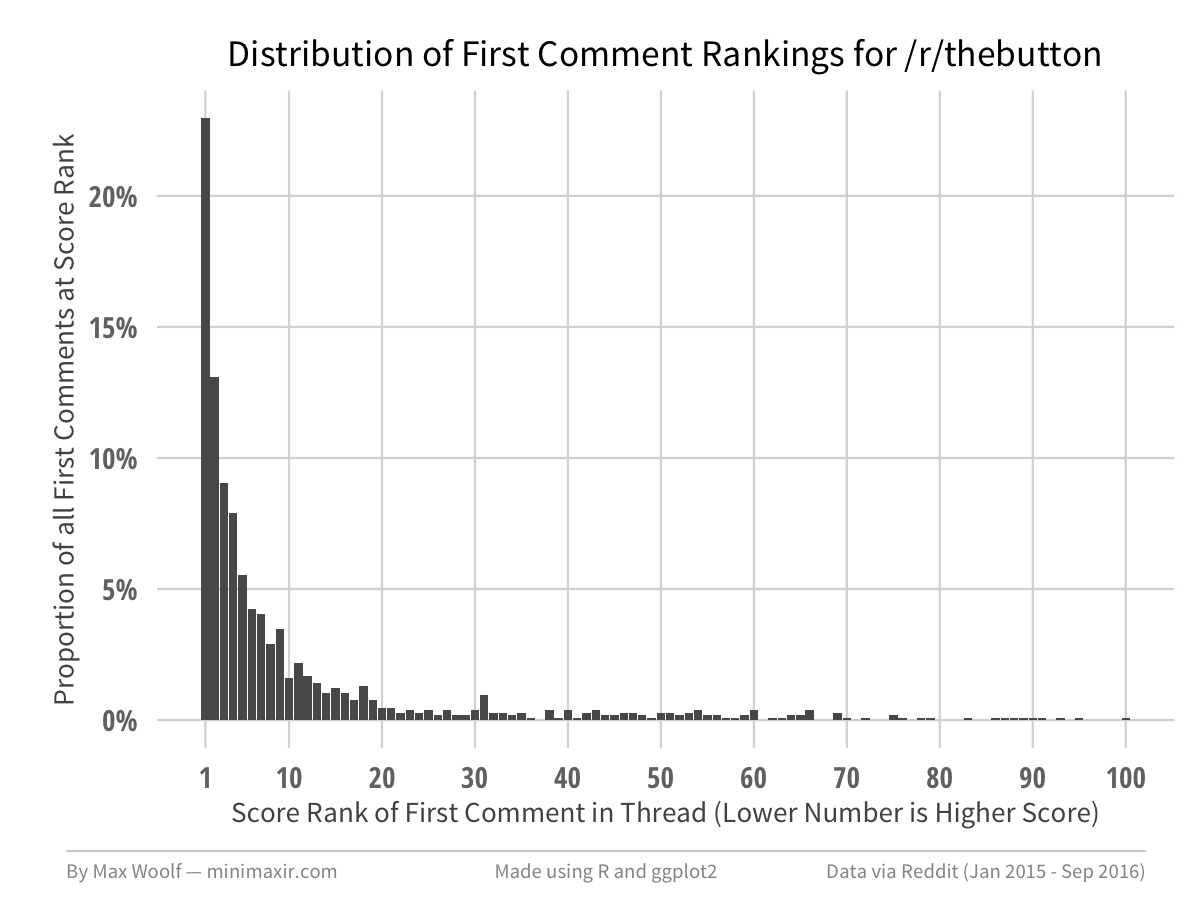 Distribution of First Comment Rankings for /r/thebutton
Proportion of all First Comments at Score Rank
20%
15%
10%
5%
0%
1 10 20 30 40 50 60 70 80 90 100
Score Rank of First Comment in Thread (Lower Number is Higher Score)
By Max Woolf — minimaxir.com Made using R and ggplot2 Data via Reddit (Jan 2015 - Sep 2016)